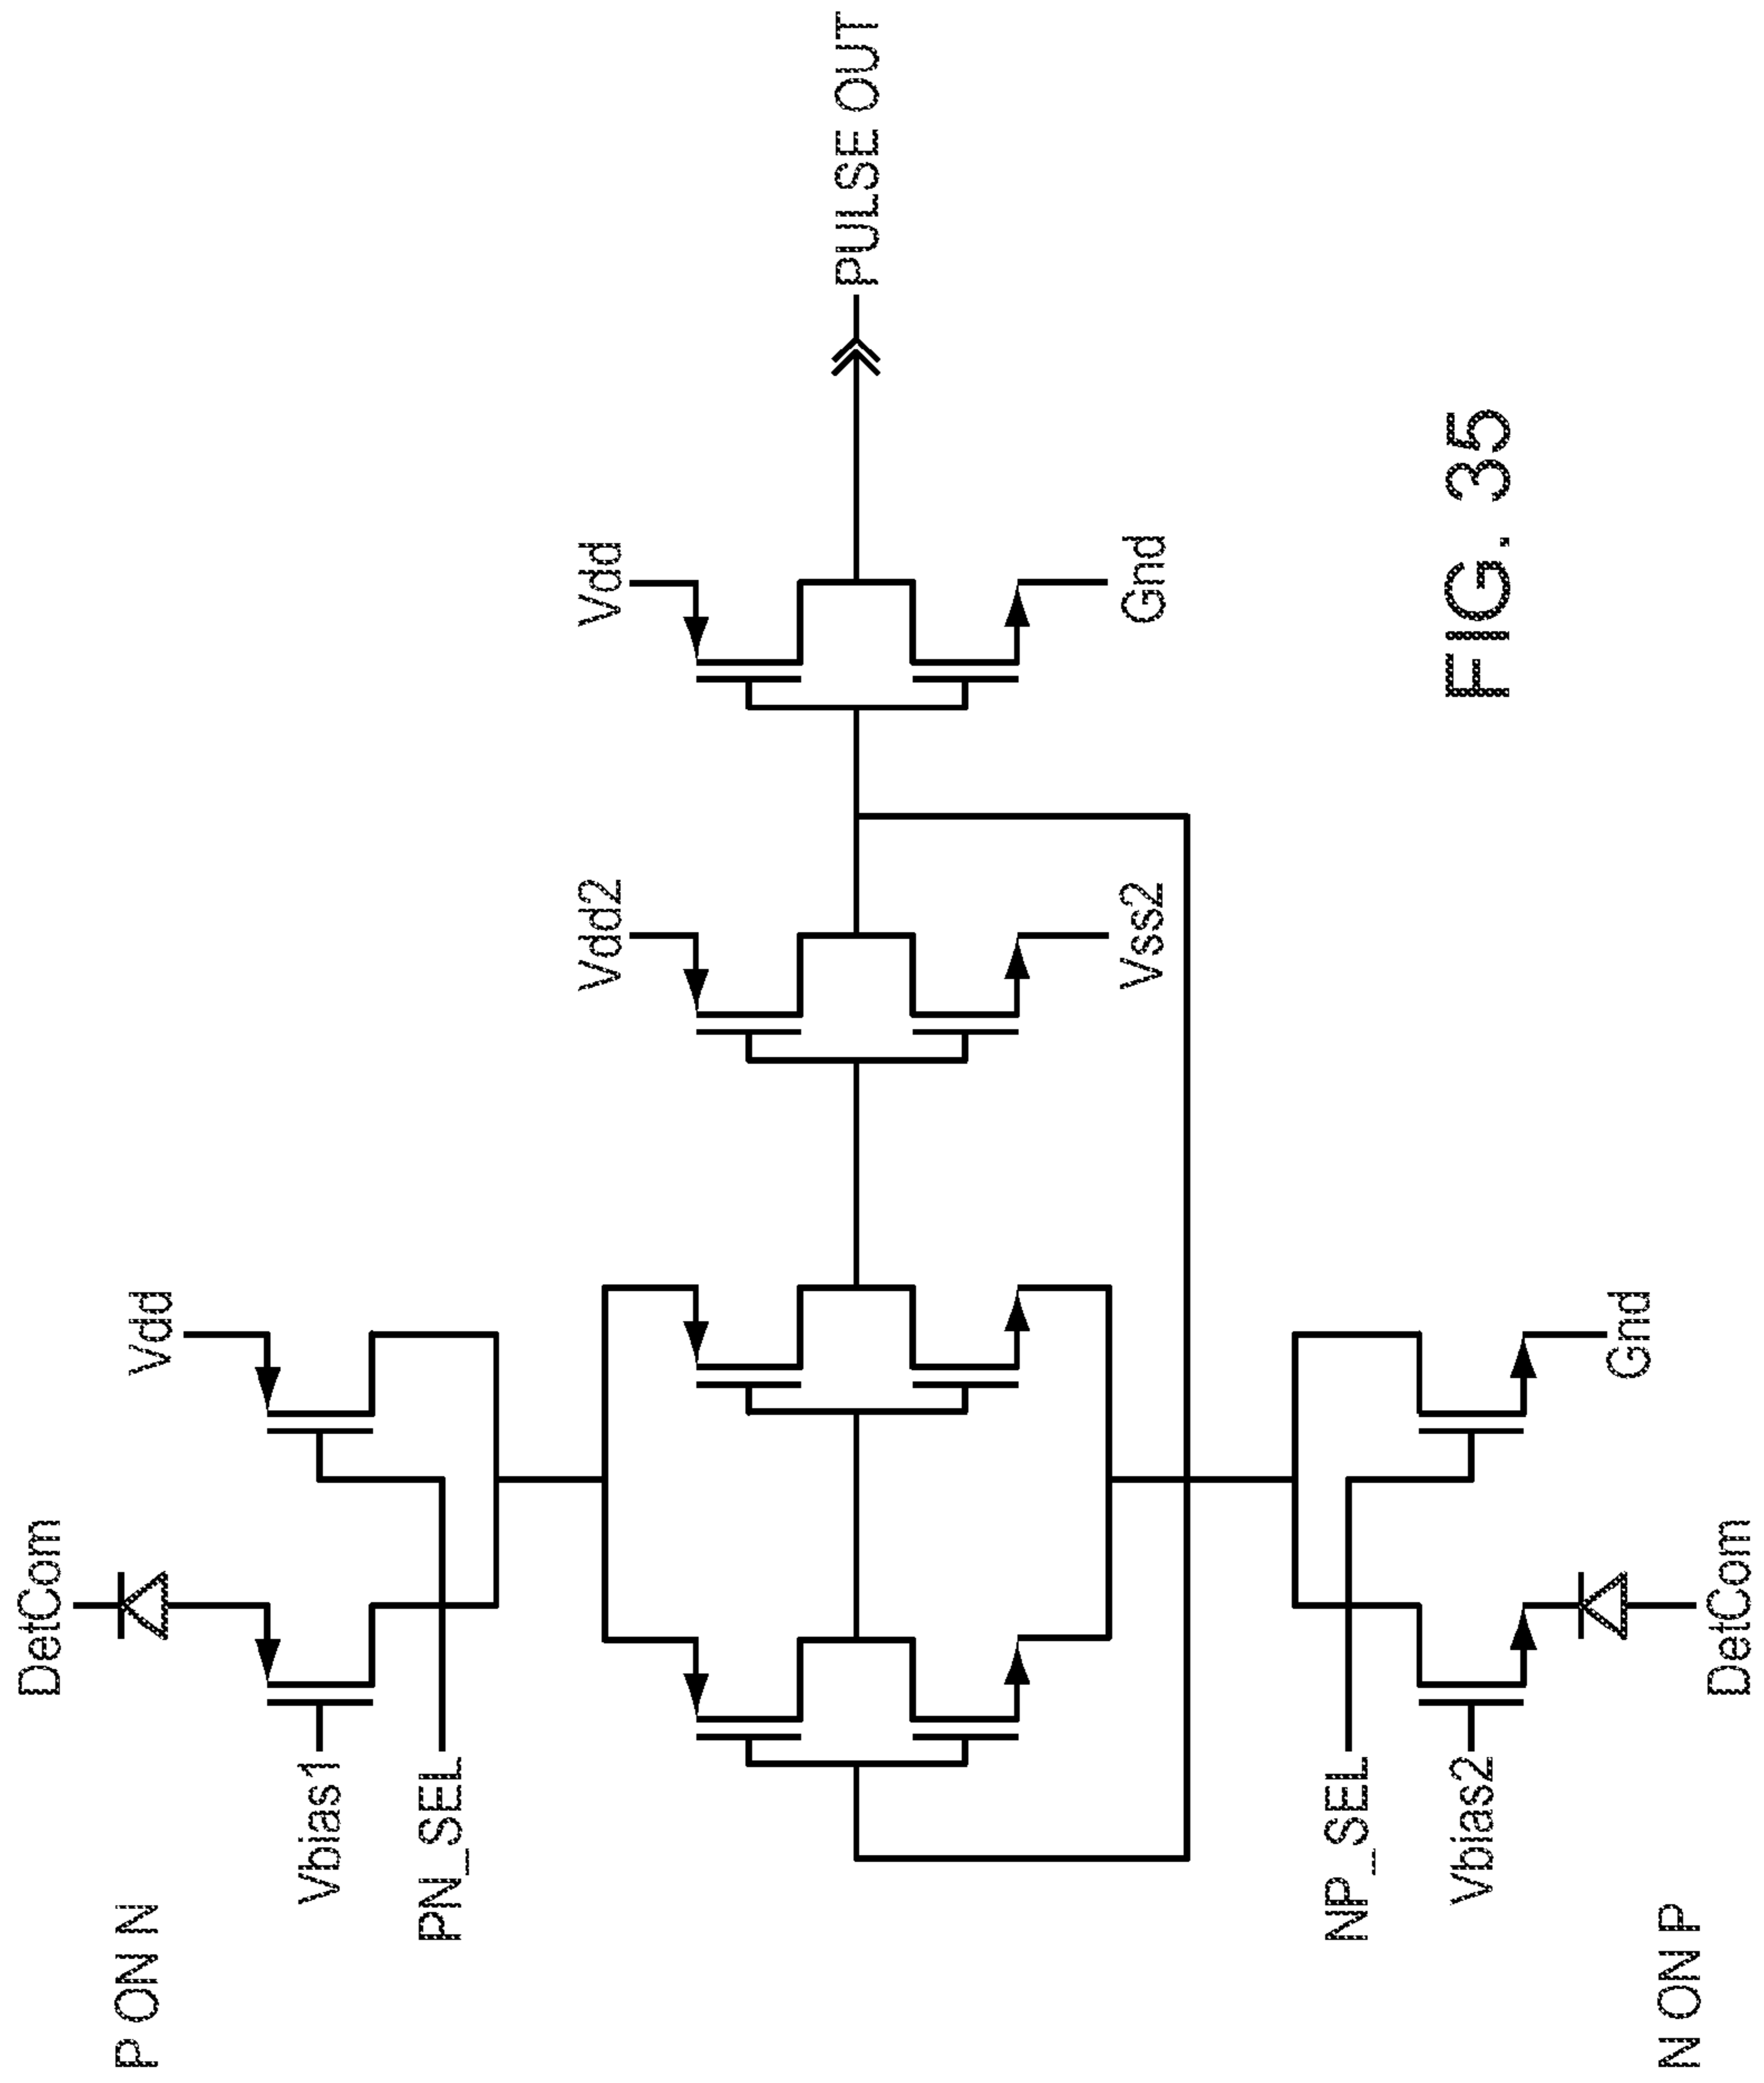 P ON N
DetCom
Vdd
Vbias1
PN_SEL
Vdd2
Vdd
PULSE OUT
Vss2
Gnd
NP_SEL
Vbias2
Gnd
DetCom
N ON P
FIG. 35